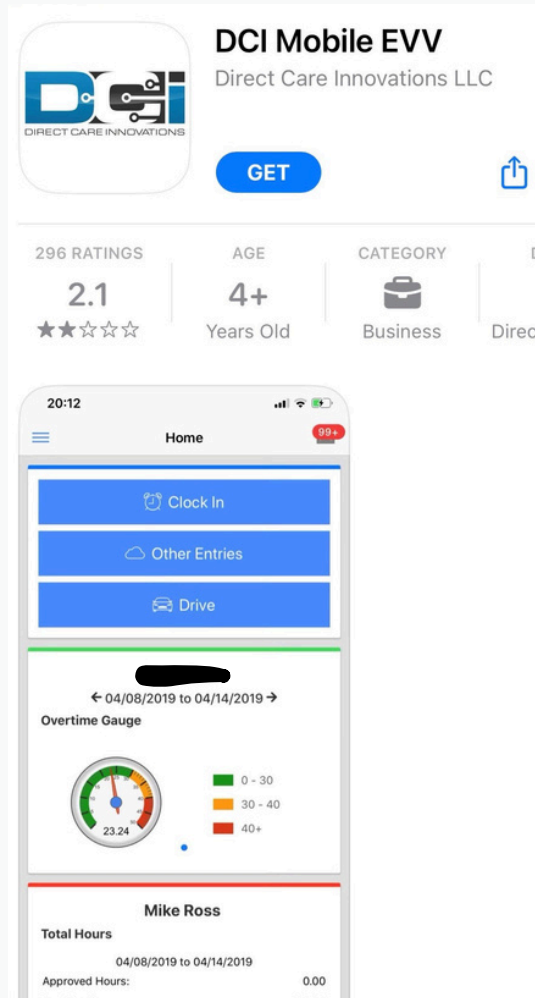 DCI Mobile EVV
Direct Care Innovations LLC
DCi
DIRECT CARE INNOVATIONS
GET
296 RATINGS
2.1
AGE
4+
Years Old
CATEGORY
Business
Direc
20:12
Home
99+
Clock In
Other Entries
Drive
← 04/08/2019 to 04/14/2019 →
Overtime Gauge
23.24
0 - 30
30 - 40
40+
Mike Ross
Total Hours
04/08/2019 to 04/14/2019
Approved Hours: 0.00